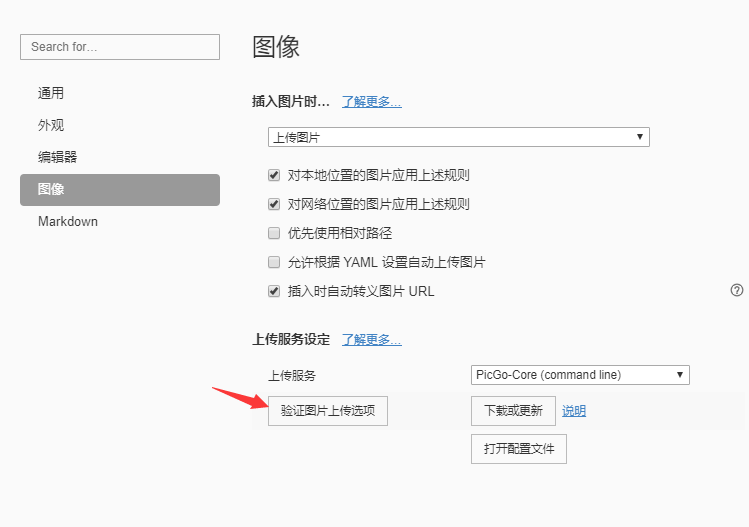 Search for...
图像
通用
外观
编辑器
图像
Markdown
插入图片时... 了解更多...
上传图片
对本地位置的图片应用上述规则
对网络位置的图片应用上述规则
优先使用相对路径
允许根据 YAML 设置自动上传图片
插入时自动转义图片 URL
上传服务设定 了解更多...
上传服务 PicGo-Core (command line)
验证图片上传选项 下载或更新 说明
打开配置文件